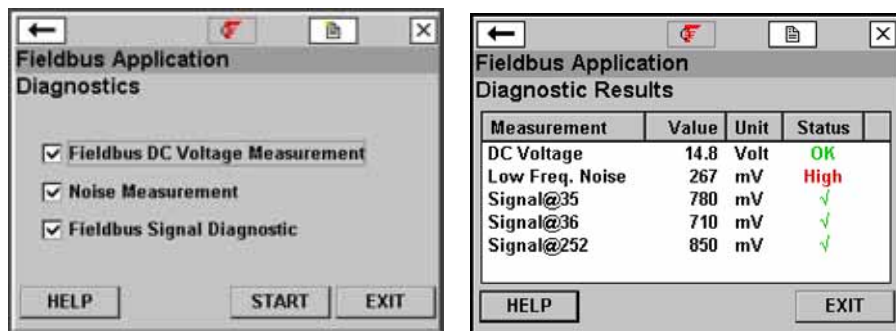 Fieldbus Application
Diagnostics
Fieldbus DC Voltage Measurement
Noise Measurement
Fieldbus Signal Diagnostic
HELP START EXIT
Fieldbus Application
Diagnostic Results
Measurement Value Unit Status
DC Voltage 14.8 Volt OK
Low Freq. Noise 267 mV High
Signal@35 780 mV √
Signal@36 710 mV √
Signal@252 850 mV √
HELP EXIT